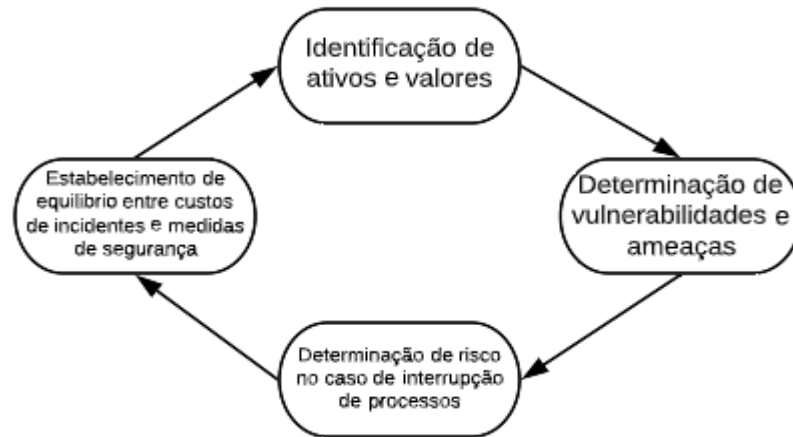 Identificação de
ativos e valores
Determinação de
vulnerabilidades e
ameaças
Determinação de risco
no caso de interrupção
de processos
Estabelecimento de
equilibrio entre custos
de incidentes e medidas
de segurança